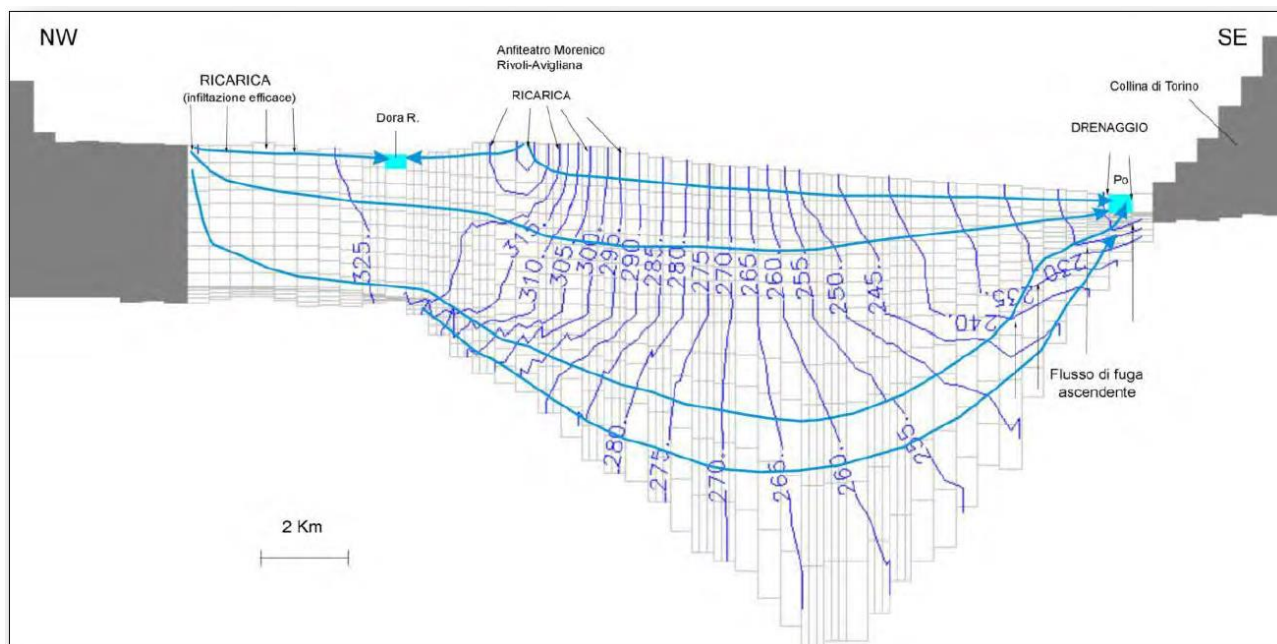 NW
SE
Anfiteatro Morenico
Rivoli-Avigliana
Collina di Torino
RICARICA
(infiltazione efficace)
RICARICA
Dora R.
DRENAGGIO
Po
325.
315.
310.
305.
300.
295.
290.
285.
280.
275.
270.
265.
260.
255.
250.
245.
240.
235.
230.
280.
275.
270.
265.
260.
255.
Flusso di fuga
ascendente
2 Km